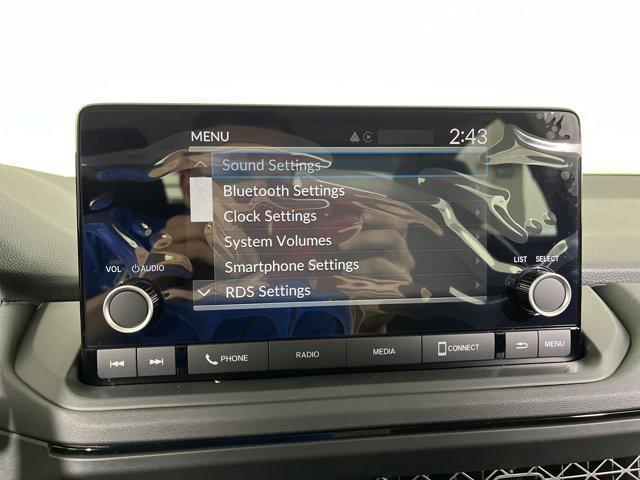 MENU 2:43
Sound Settings
Bluetooth Settings
Clock Settings
System Volumes
Smartphone Settings
RDS Settings
VOL AUDIO
LIST SELECT
PHONE RADIO MEDIA CONNECT MENU